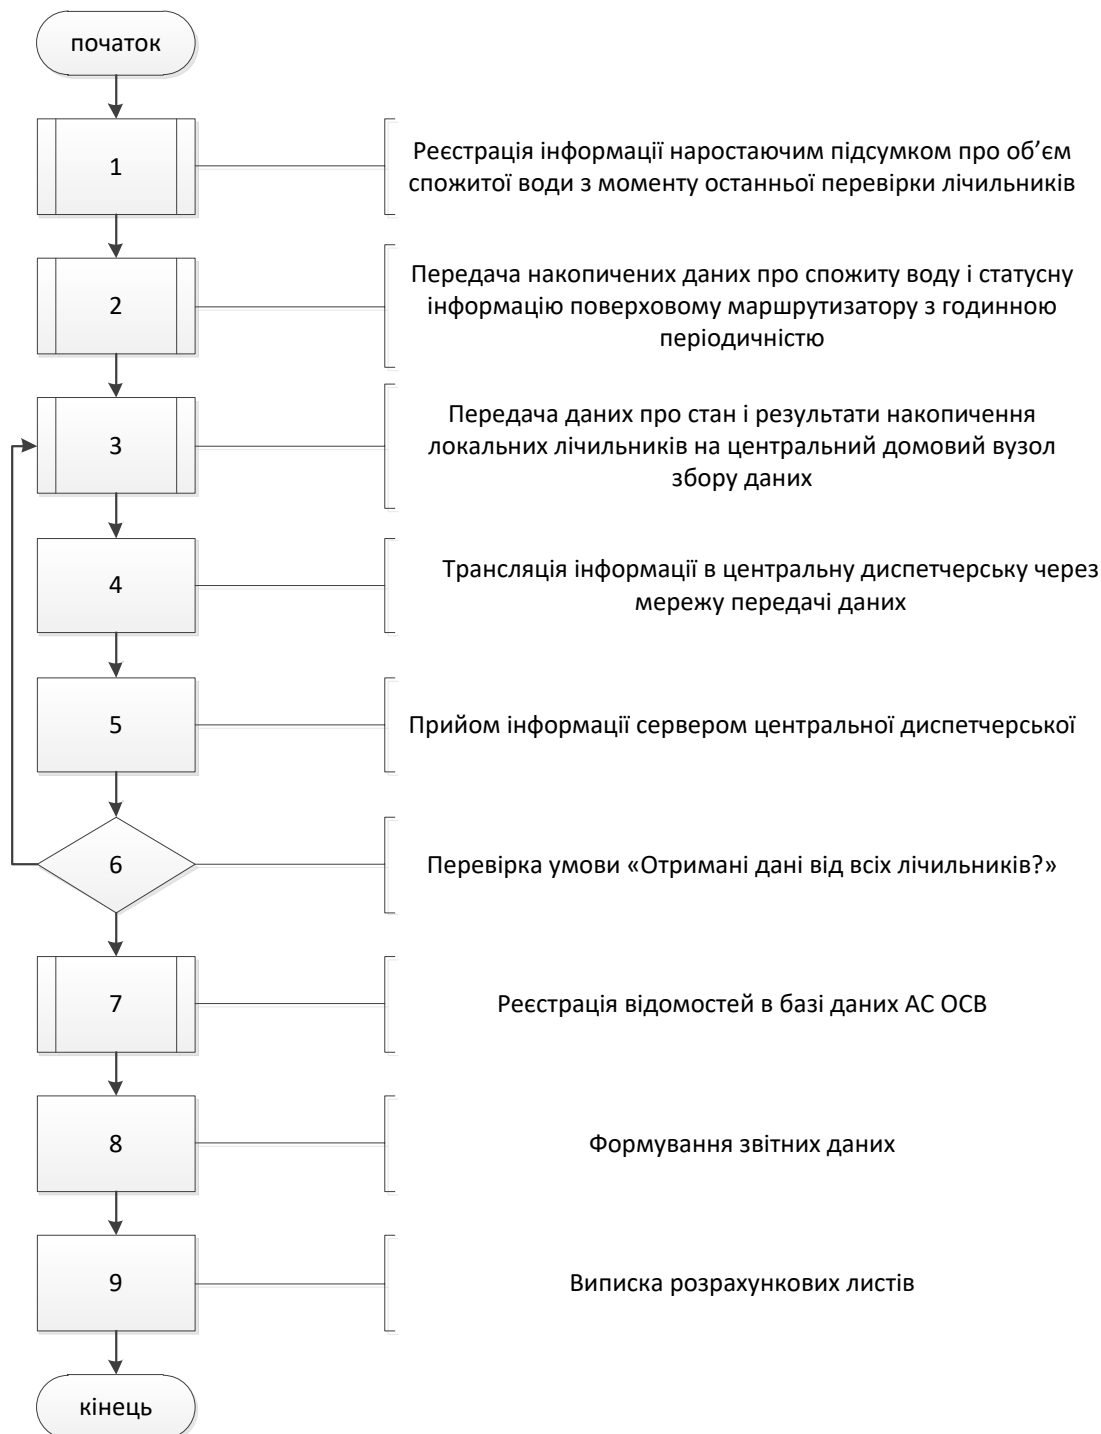 початок
1
Реєстрація інформації наростаючим підсумком про об’єм
спожитої води з моменту останньої перевірки лічильників
2
Передача накопичених даних про спожиту воду і статусну
інформацію поверховому маршрутизатору з годинною
періодичністю
3
Передача даних про стан і результати накопичення
локальних лічильників на центральний домовий вузол
збору даних
4
Трансляція інформації в центральну диспетчерську через
мережу передачі даних
5
Прийом інформації сервером центральної диспетчерської
6
Перевірка умови «Отримані дані від всіх лічильників?»
7
Реєстрація відомостей в базі даних АС ОСВ
8
Формування звітних даних
9
Виписка розрахункових листів
кінець